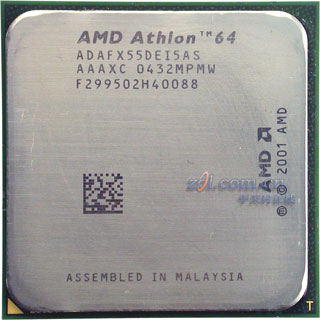 AMD Athlon™64
ADAFX55DEI5AS
AAAXC 0432MPMW
F299502H40088
AMD
© 2001 AMD
ASSEMBLED IN MALAYSIA
T